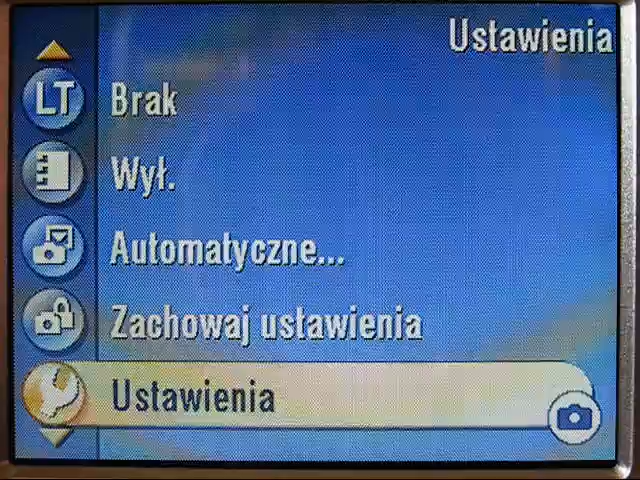 Ustawienia
LT Brak
Wył.
Automatyczne...
Zachowaj ustawienia
Ustawienia